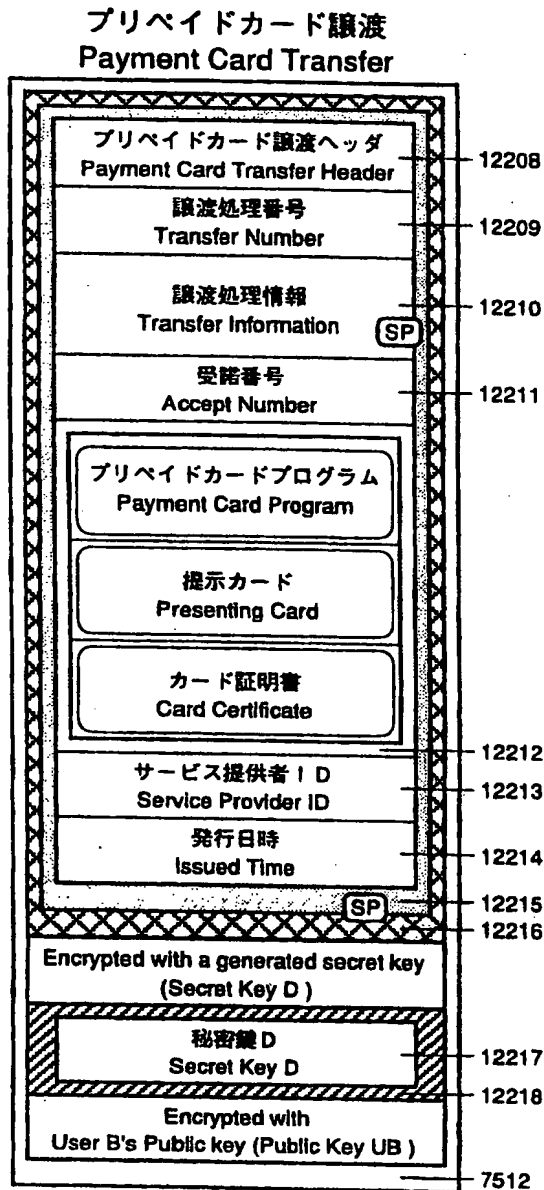 プリペイドカード譲渡
Payment Card Transfer
プリペイドカード譲渡ヘッダ
Payment Card Transfer Header
12208
譲渡処理番号
Transfer Number
12209
譲渡処理情報
Transfer Information
SP
12210
受諾番号
Accept Number
12211
プリペイドカードプログラム
Payment Card Program
提示カード
Presenting Card
カード証明書
Card Certificate
12212
サービス提供者ID
Service Provider ID
12213
発行日時
Issued Time
12214
SP
12215
12216
Encrypted with a generated secret key
(Secret Key D )
秘密鍵D
Secret Key D
12217
12218
Encrypted with
User B's Public key (Public Key UB )
7512